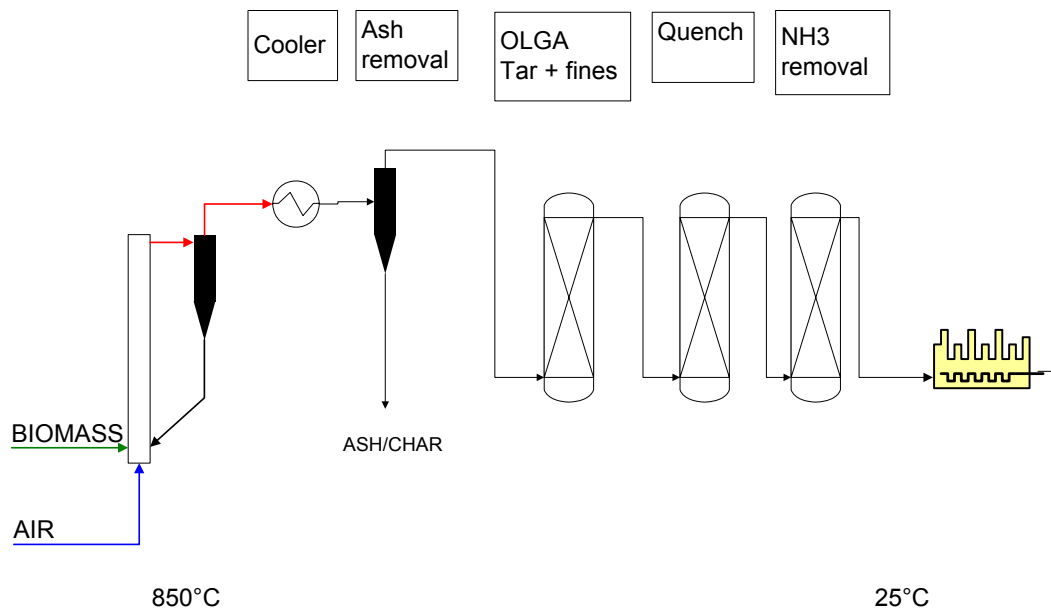 Cooler
Ash
removal
OLGA
Tar + fines
Quench
NH3
removal
BIOMASS
ASH/CHAR
AIR
850°C
25°C